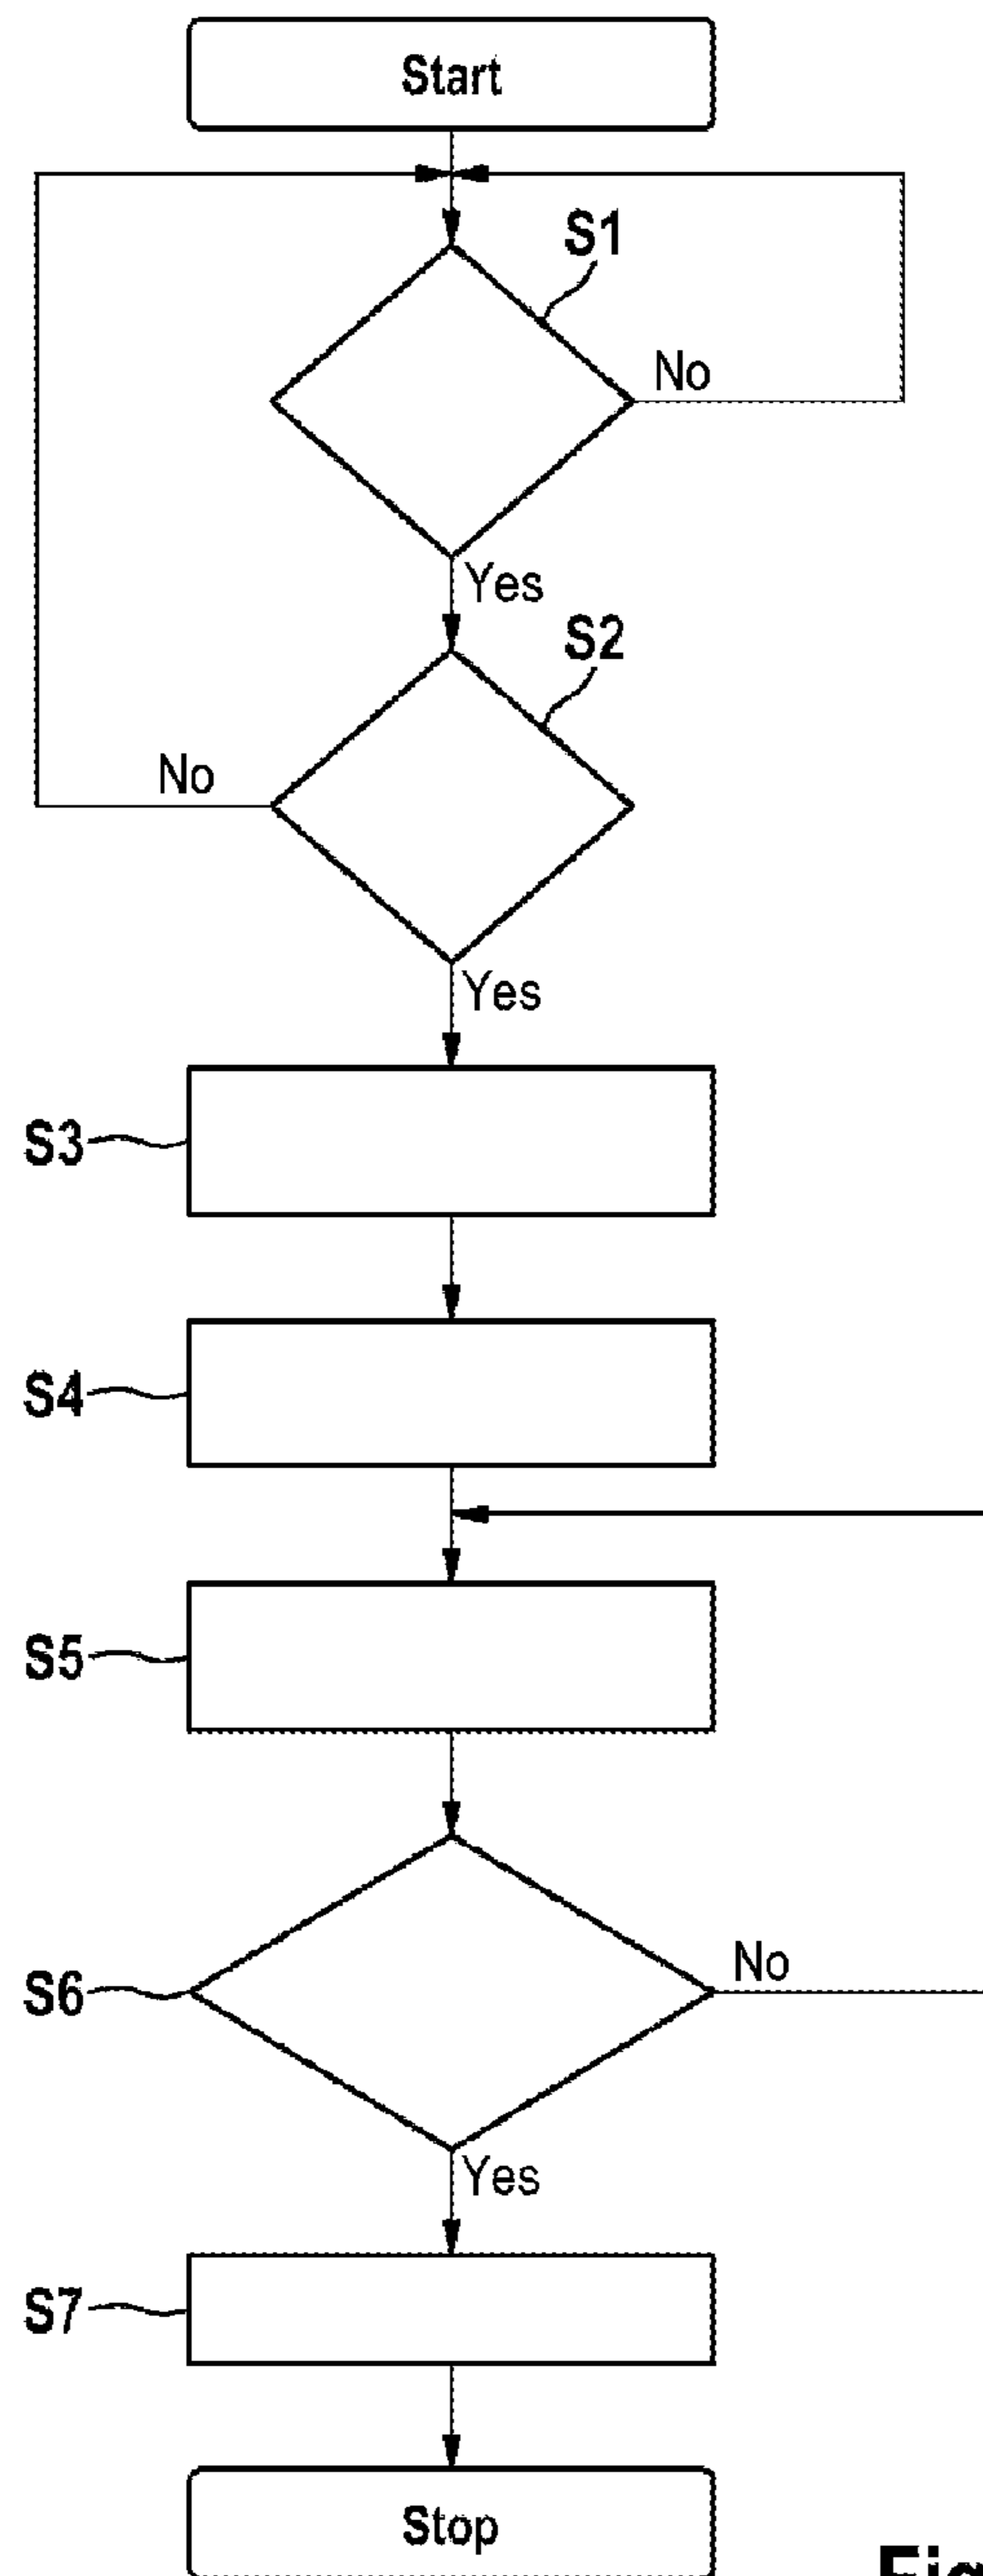 Start
S1
No
Yes
S2
No
Yes
S3
S4
S5
S6
No
Yes
S7
Stop